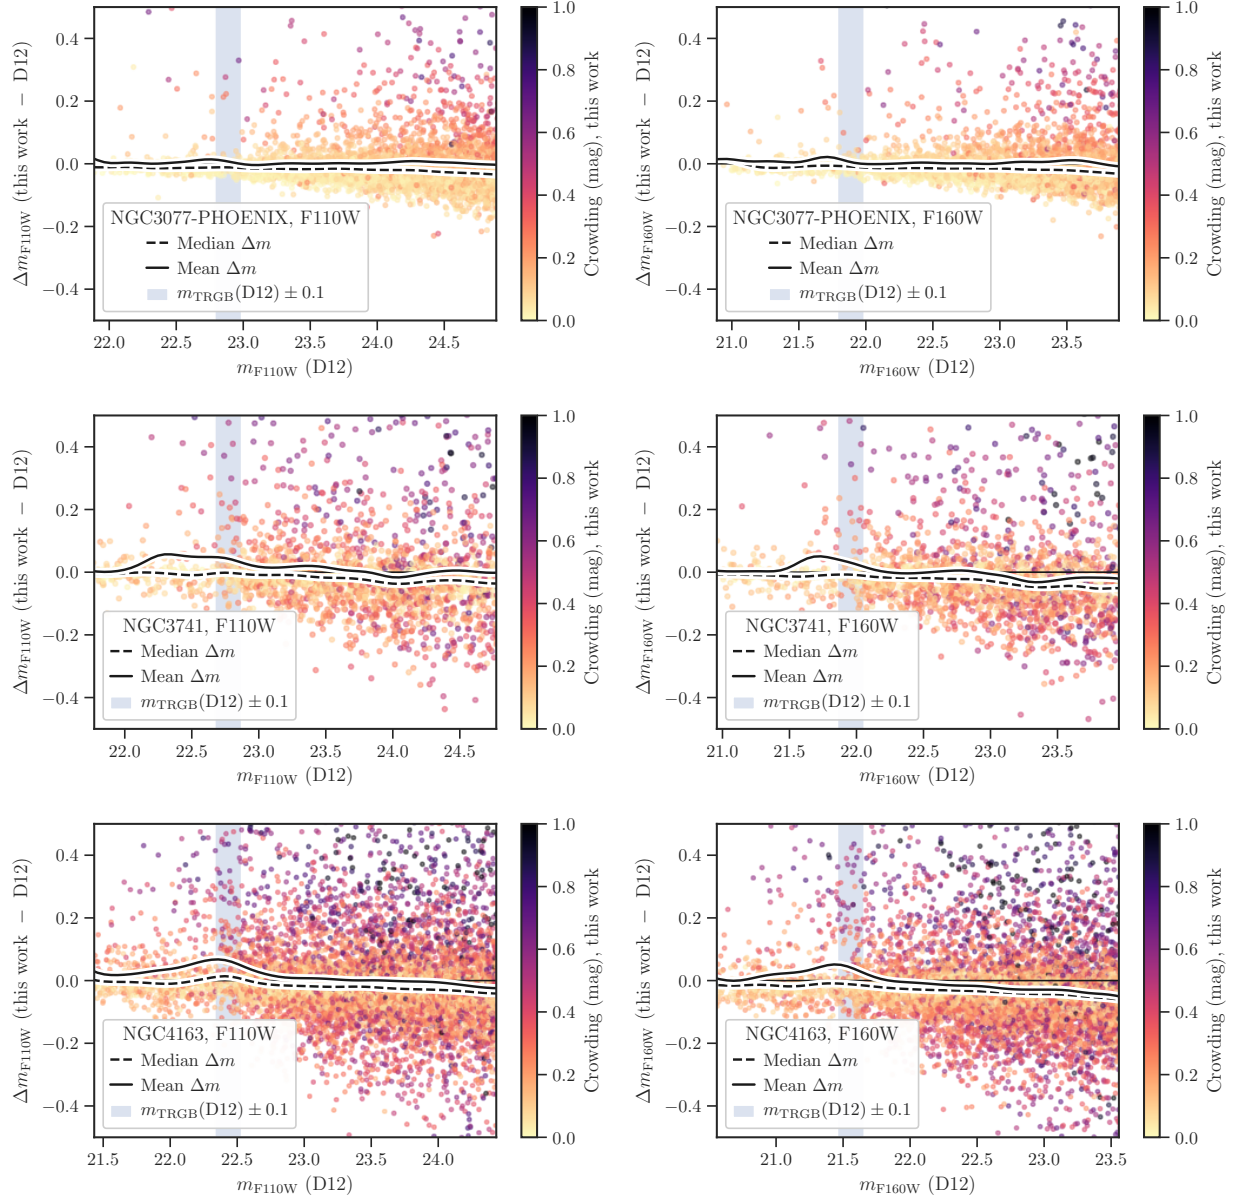 0.4
0.2
0.0
−0.2
−0.4
Δm_F110W (this work − D12)
NGC3077-PHOENIX, F110W
Median Δm
Mean Δm
m_TRGB(D12) ± 0.1
22.0 22.5 23.0 23.5 24.0 24.5
m_F110W (D12)
1.0
0.8
0.6
0.4
0.2
0.0
Crowding (mag), this work
0.4
0.2
0.0
−0.2
−0.4
Δm_F160W (this work − D12)
NGC3077-PHOENIX, F160W
Median Δm
Mean Δm
m_TRGB(D12) ± 0.1
21.0 21.5 22.0 22.5 23.0 23.5
m_F160W (D12)
1.0
0.8
0.6
0.4
0.2
0.0
Crowding (mag), this work
0.4
0.2
0.0
−0.2
−0.4
Δm_F110W (this work − D12)
NGC3741, F110W
Median Δm
Mean Δm
m_TRGB(D12) ± 0.1
22.0 22.5 23.0 23.5 24.0 24.5
m_F110W (D12)
1.0
0.8
0.6
0.4
0.2
0.0
Crowding (mag), this work
0.4
0.2
0.0
−0.2
−0.4
Δm_F160W (this work − D12)
NGC3741, F160W
Median Δm
Mean Δm
m_TRGB(D12) ± 0.1
21.0 21.5 22.0 22.5 23.0 23.5
m_F160W (D12)
1.0
0.8
0.6
0.4
0.2
0.0
Crowding (mag), this work
0.4
0.2
0.0
−0.2
−0.4
Δm_F110W (this work − D12)
NGC4163, F110W
Median Δm
Mean Δm
m_TRGB(D12) ± 0.1
21.5 22.0 22.5 23.0 23.5 24.0
m_F110W (D12)
1.0
0.8
0.6
0.4
0.2
0.0
Crowding (mag), this work
0.4
0.2
0.0
−0.2
−0.4
Δm_F160W (this work − D12)
NGC4163, F160W
Median Δm
Mean Δm
m_TRGB(D12) ± 0.1
21.0 21.5 22.0 22.5 23.0 23.5
m_F160W (D12)
1.0
0.8
0.6
0.4
0.2
0.0
Crowding (mag), this work